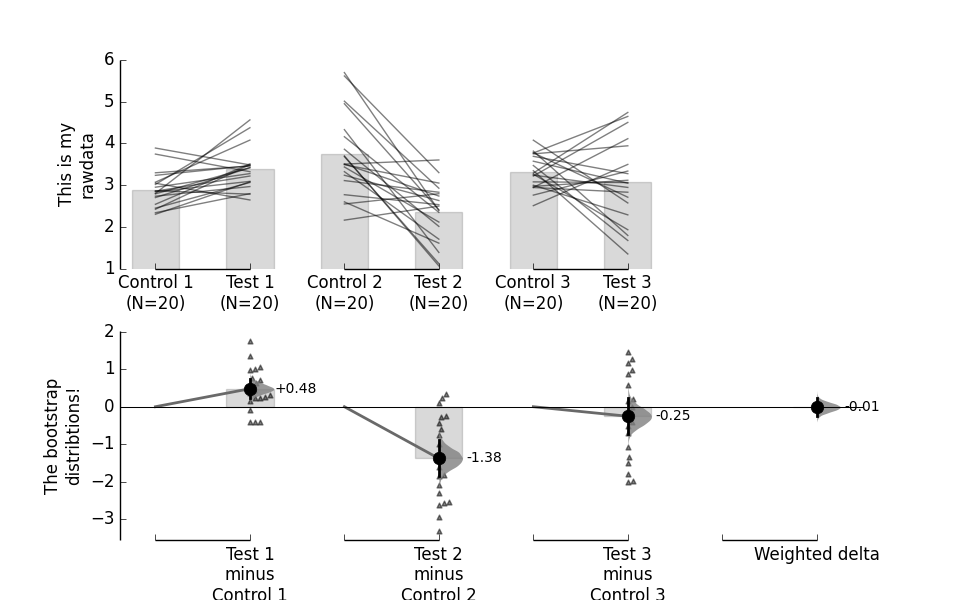 This is my
rawdata
6
5
4
3
2
1
Control 1
(N=20)
Test 1
(N=20)
Control 2
(N=20)
Test 2
(N=20)
Control 3
(N=20)
Test 3
(N=20)
The bootstrap
distribtions!
2
1
0
−1
−2
−3
+0.48
-1.38
-0.25
-0.01
Test 1
minus
Control 1
Test 2
minus
Control 2
Test 3
minus
Control 3
Weighted delta